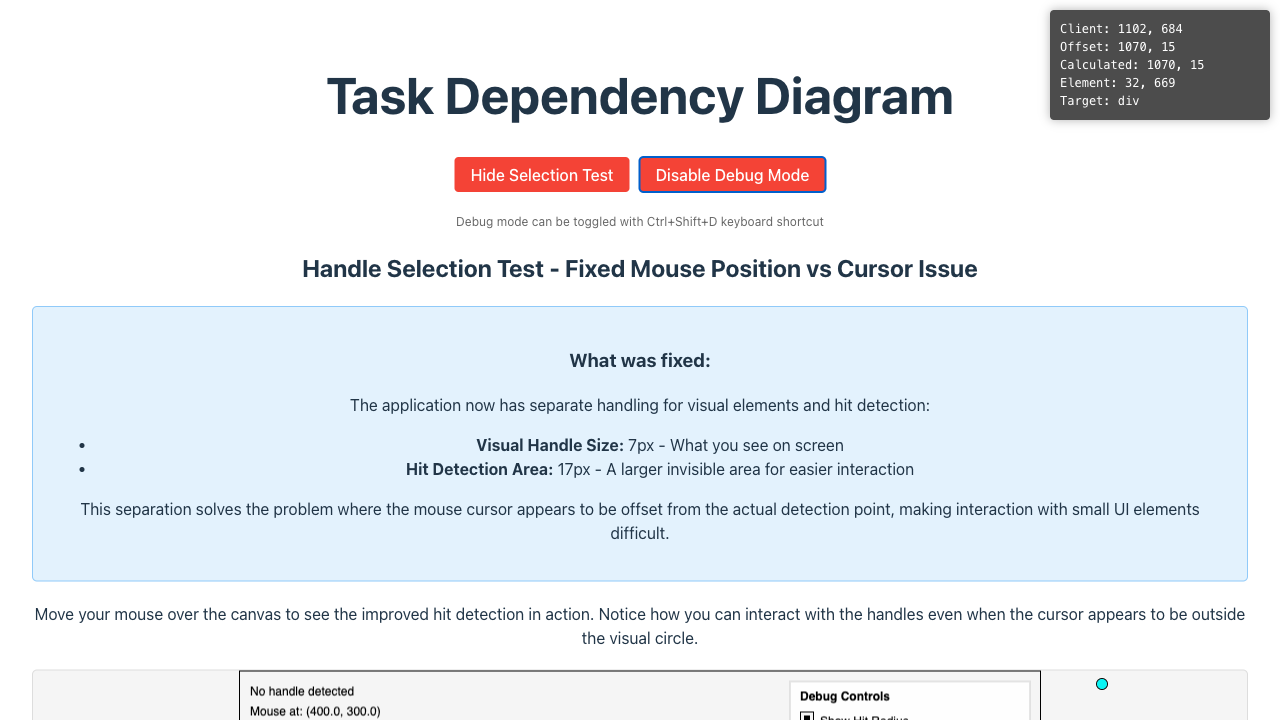 Client: 1102, 684
Offset: 1070, 15
Calculated: 1070, 15
Element: 32, 669
Target: div
Task Dependency Diagram
Hide Selection Test
Disable Debug Mode
Debug mode can be toggled with Ctrl+Shift+D keyboard shortcut
Handle Selection Test - Fixed Mouse Position vs Cursor Issue
What was fixed:
The application now has separate handling for visual elements and hit detection:
• Visual Handle Size: 7px - What you see on screen
• Hit Detection Area: 17px - A larger invisible area for easier interaction
This separation solves the problem where the mouse cursor appears to be offset from the actual detection point, making interaction with small UI elements
difficult.
Move your mouse over the canvas to see the improved hit detection in action. Notice how you can interact with the handles even when the cursor appears to be outside
the visual circle.
No handle detected
Mouse at: (400.0, 300.0)
Debug Controls
Show Hit Radius